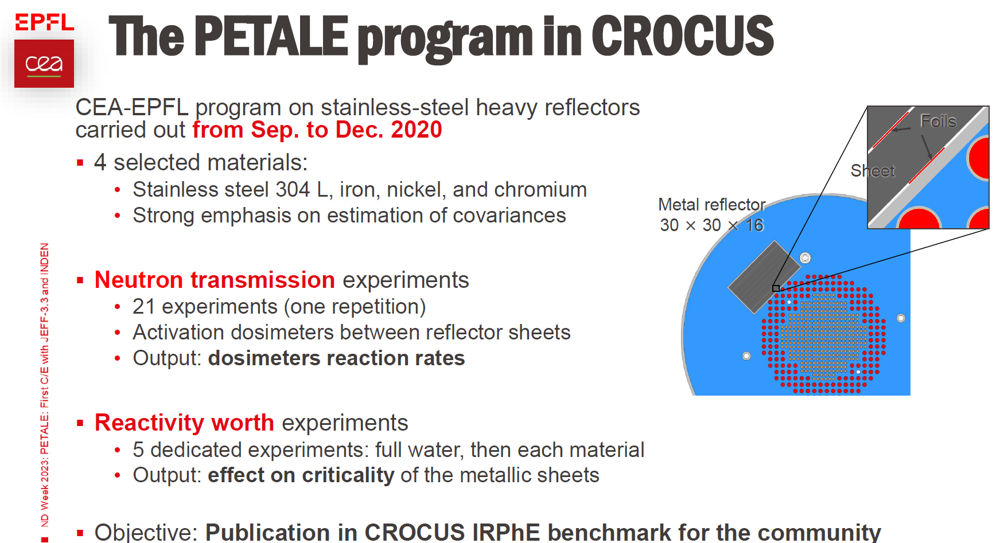 EPFL
cea
The PETALE program in CROCUS
CEA-EPFL program on stainless-steel heavy reflectors
carried out from Sep. to Dec. 2020
▪ 4 selected materials:
• Stainless steel 304 L, iron, nickel, and chromium
• Strong emphasis on estimation of covariances
▪ Neutron transmission experiments
• 21 experiments (one repetition)
• Activation dosimeters between reflector sheets
• Output: dosimeters reaction rates
▪ Reactivity worth experiments
• 5 dedicated experiments: full water, then each material
• Output: effect on criticality of the metallic sheets
▪ Objective: Publication in CROCUS IRPhE benchmark for the community
Foils
Sheet
Metal reflector
30 × 30 × 16
ND Week 2023: PETALE: First C/E with JEFF-3.3 and INDEN